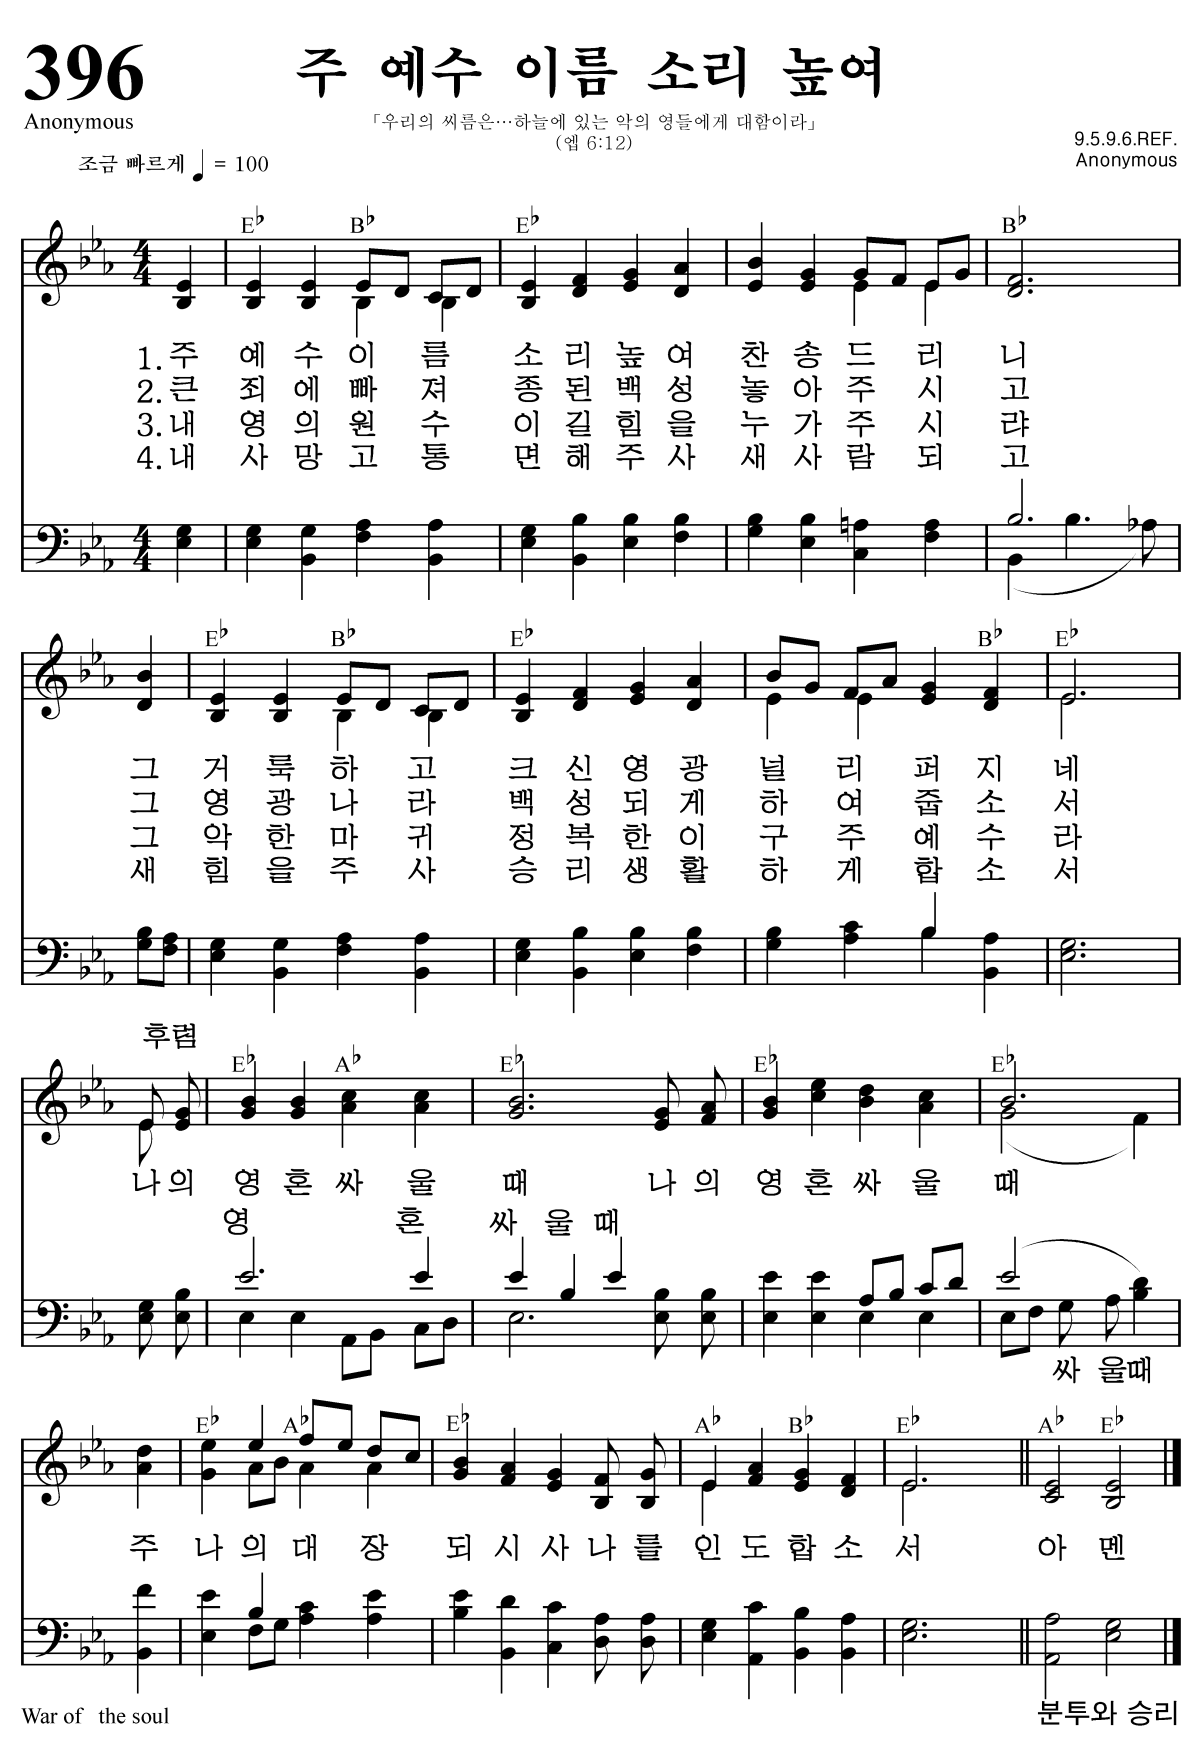 396 주 예수 이름 소리 높여
Anonymous
「우리의 씨름은…하늘에 있는 악의 영들에게 대함이라」
(엡 6:12)
9.5.9.6.REF.
Anonymous
조금 빠르게 ♩ = 100
E♭ B♭ E♭ B♭
1.주 예 수 이 름 소 리 높 여 찬 송 드 리 니
2.큰 죄 에 빠 져 종 된 백 성 놓 아 주 시 고
3.내 영 의 원 수 이 길 힘 을 누 가 주 시 랴
4.내 사 망 고 통 면 해 주 사 새 사 람 되 고
E♭ B♭ E♭ B♭ E♭
그 거 룩 하 고 크 신 영 광 널 리 퍼 지 네
그 영 광 나 라 백 성 되 게 하 여 줍 소 서
그 악 한 마 귀 정 복 한 이 구 주 예 수 라
새 힘 을 주 사 승 리 생 활 하 게 합 소 서
후렴
E♭ A♭ E♭ E♭ E♭
나 의 영 혼 싸 울 때 나 의 영 혼 싸 울 때
영 혼 싸 울 때
싸 울 때
E♭ A♭ E♭ A♭ B♭ E♭ A♭ E♭
주 나 의 대 장 되 시 사 나 를 인 도 합 소 서 아 멘
War of the soul
분투와 승리